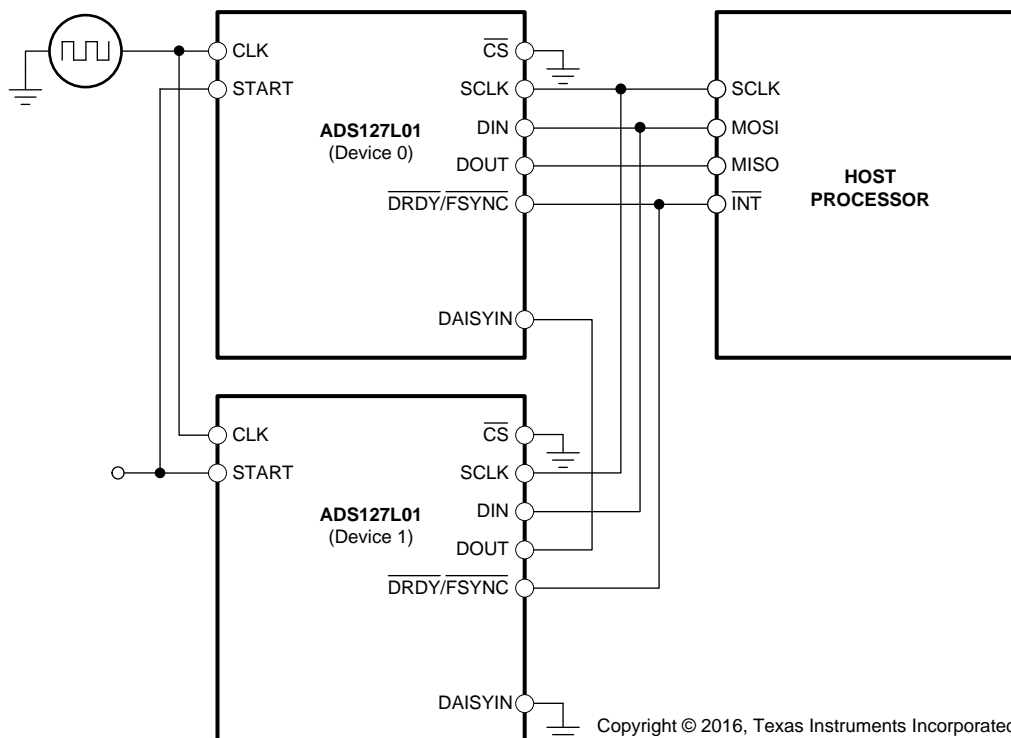 CLK
START
ADS127L01
(Device 0)
CS
SCLK
DIN
DOUT
DRDY/FSYNC
DAISYIN
SCLK
MOSI
MISO
INT
HOST
PROCESSOR
CLK
START
ADS127L01
(Device 1)
CS
SCLK
DIN
DOUT
DRDY/FSYNC
DAISYIN
Copyright © 2016, Texas Instruments Incorporated